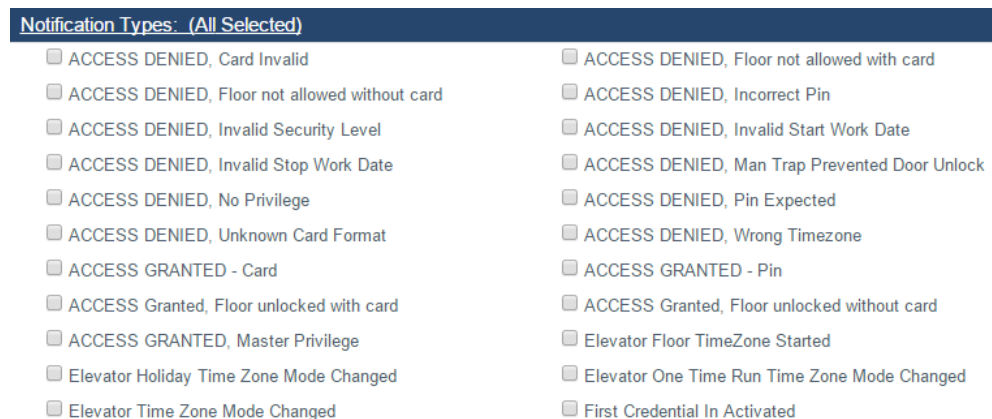 Notification Types: (All Selected)
ACCESS DENIED, Card Invalid
ACCESS DENIED, Floor not allowed with card
ACCESS DENIED, Floor not allowed without card
ACCESS DENIED, Incorrect Pin
ACCESS DENIED, Invalid Security Level
ACCESS DENIED, Invalid Start Work Date
ACCESS DENIED, Invalid Stop Work Date
ACCESS DENIED, Man Trap Prevented Door Unlock
ACCESS DENIED, No Privilege
ACCESS DENIED, Pin Expected
ACCESS DENIED, Unknown Card Format
ACCESS DENIED, Wrong Timezone
ACCESS GRANTED - Card
ACCESS GRANTED - Pin
ACCESS Granted, Floor unlocked with card
ACCESS Granted, Floor unlocked without card
ACCESS GRANTED, Master Privilege
Elevator Floor TimeZone Started
Elevator Holiday Time Zone Mode Changed
Elevator One Time Run Time Zone Mode Changed
Elevator Time Zone Mode Changed
First Credential In Activated